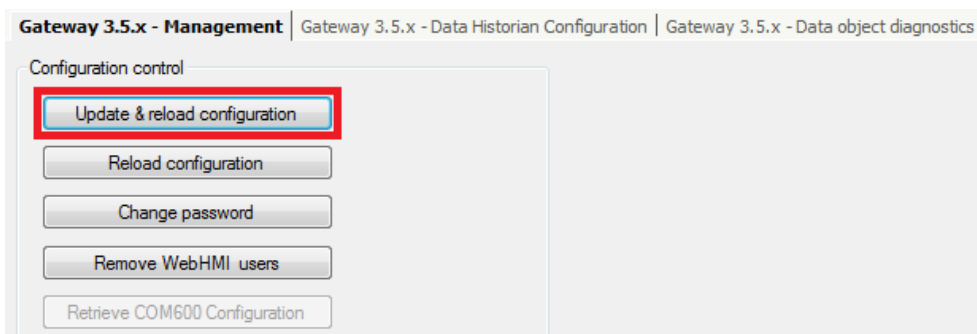 Gateway 3.5.x - Management Gateway 3.5.x - Data Historian Configuration Gateway 3.5.x - Data object diagnostics
Configuration control
Update & reload configuration
Reload configuration
Change password
Remove WebHMI users
Retrieve COM600 Configuration